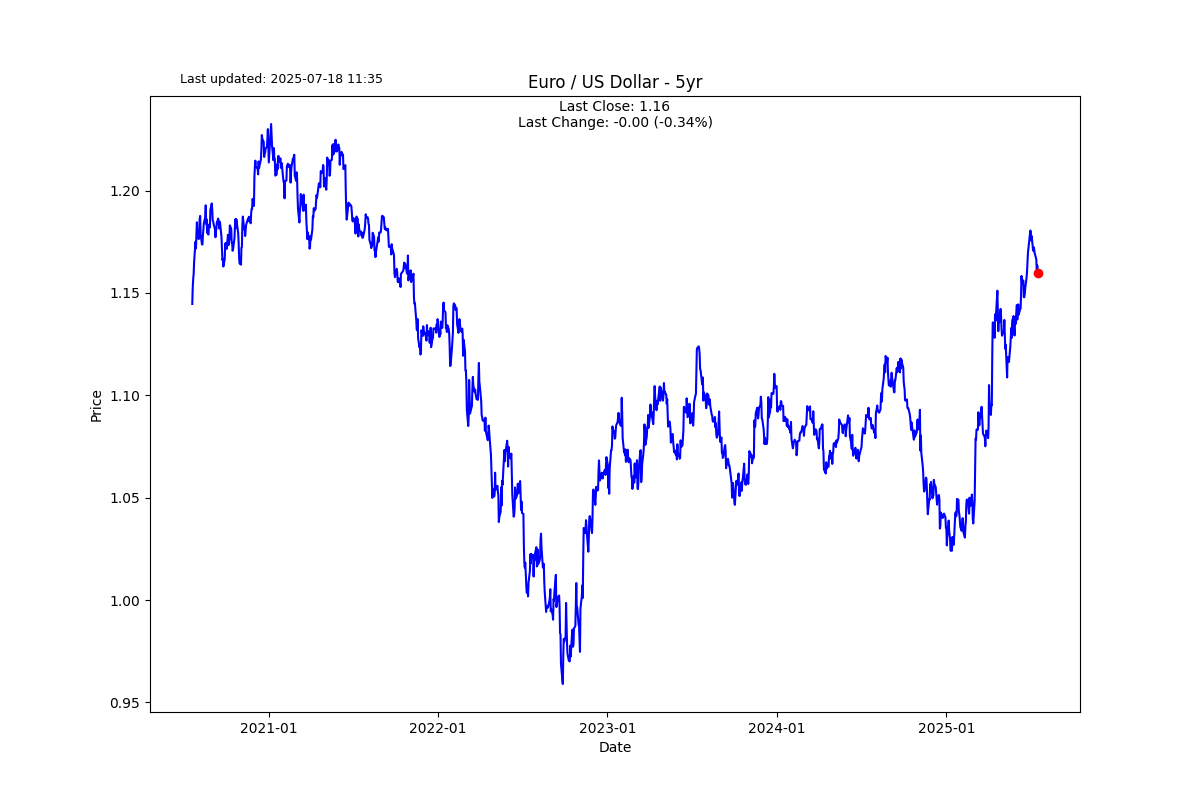 Last updated: 2025-07-18 11:35
Euro / US Dollar - 5yr
Last Close: 1.16
Last Change: -0.00 (-0.34%)
Price
1.20
1.15
1.10
1.05
1.00
0.95
2021-01
2022-01
2023-01
2024-01
2025-01
Date